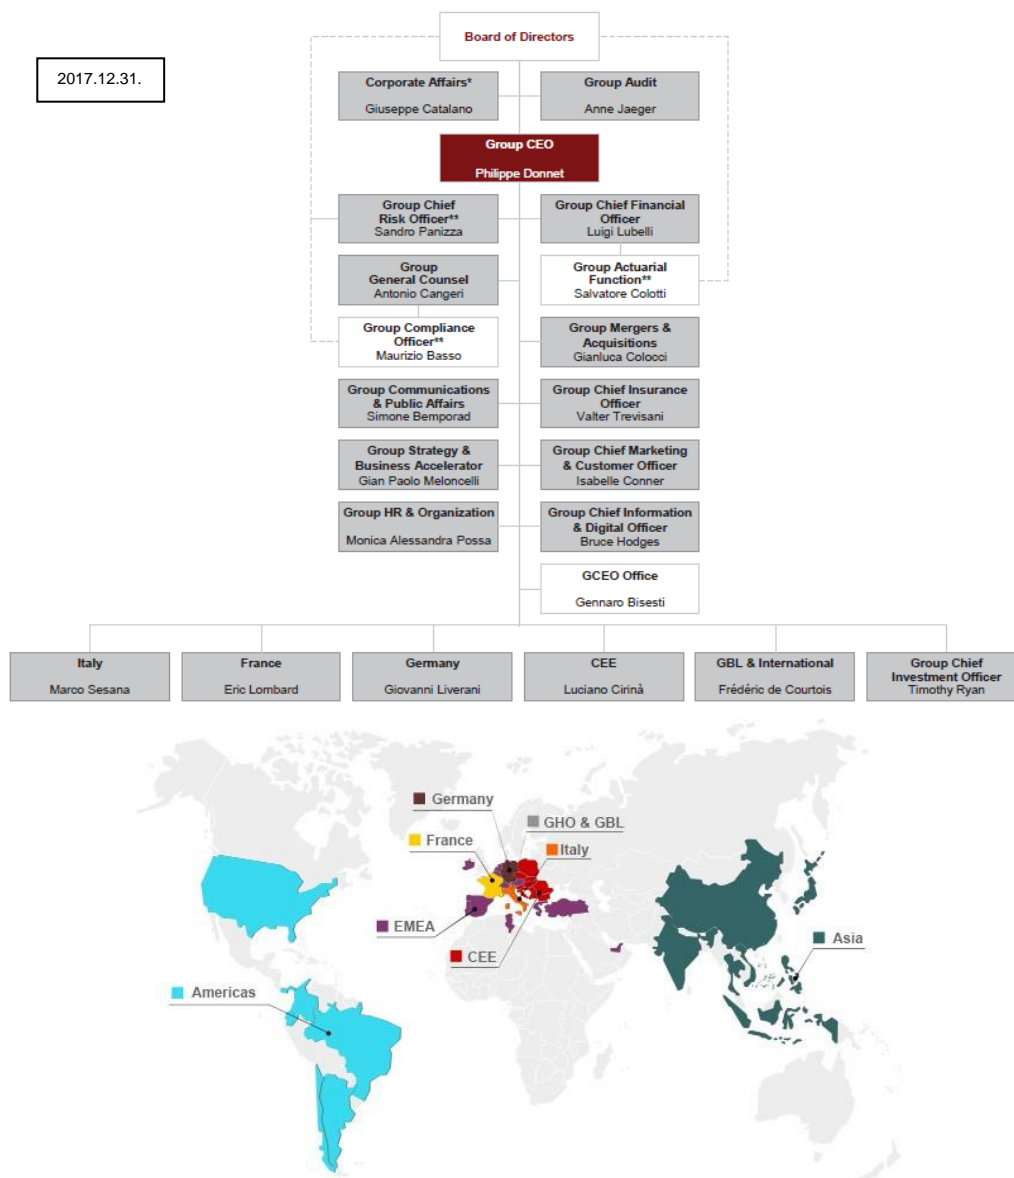 Board of Directors
2017.12.31.
Corporate Affairs*
Giuseppe Catalano
Group Audit
Anne Jaeger
Group CEO
Philippe Donnet
Group Chief
Risk Officer**
Sandro Panizza
Group Chief Financial
Officer
Luigi Lubelli
Group
General Counsel
Antonio Cangeri
Group Actuarial
Function**
Salvatore Colotti
Group Compliance
Officer**
Maurizio Basso
Group Mergers &
Acquisitions
Gianluca Colocci
Group Communications
& Public Affairs
Simone Bemporad
Group Chief Insurance
Officer
Valter Trevisani
Group Strategy &
Business Accelerator
Gian Paolo Meloncelli
Group Chief Marketing
& Customer Officer
Isabelle Conner
Group HR & Organization
Monica Alessandra Possa
Group Chief Information
& Digital Officer
Bruce Hodges
GCEO Office
Gennaro Bisesti
Italy
Marco Sesana
France
Eric Lombard
Germany
Giovanni Liverani
CEE
Luciano Cirinà
GBL & International
Frédéric de Courtois
Group Chief
Investment Officer
Timothy Ryan
Germany
GHO & GBL
France
Italy
EMEA
CEE
Asia
Americas